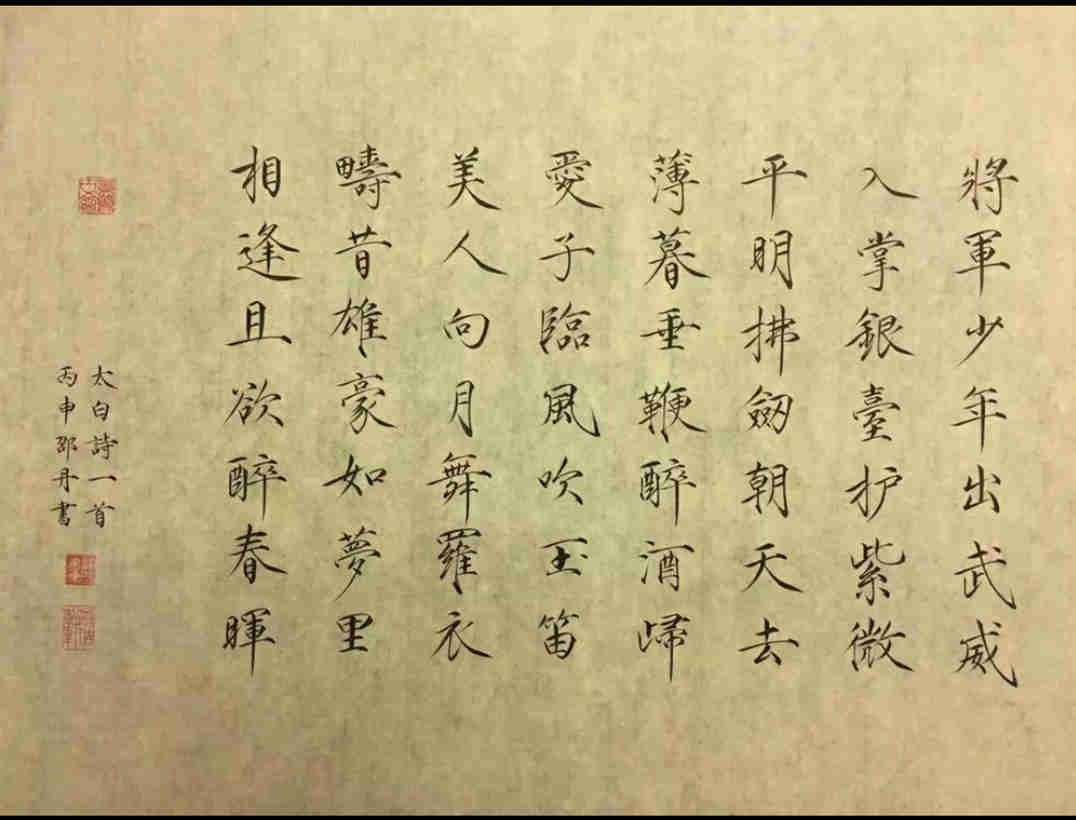 將軍少年出武威
入掌銀臺护紫微
平明拂劒朝天去
薄暮垂鞭醉酒歸
愛子臨風吹玉笛
美人向月舞羅衣
疇昔雄豪如夢里
相逢且欲醉春暉
太白詩一首
丙申邵丹書